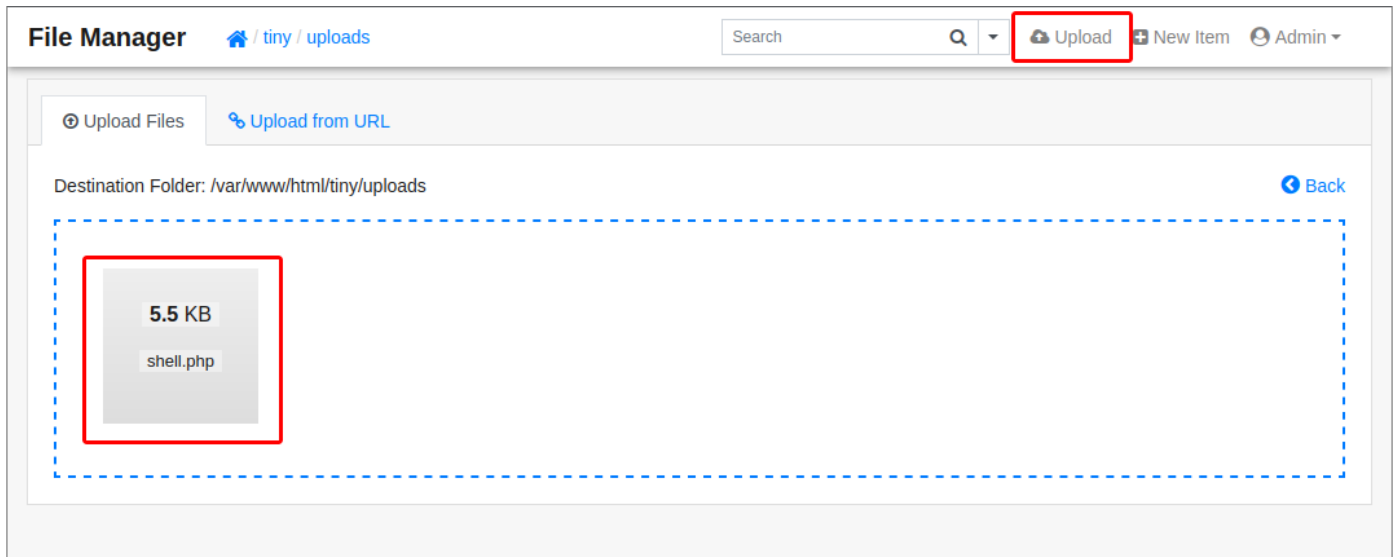 File Manager / tiny / uploads Search Upload New Item Admin
Upload Files Upload from URL
Destination Folder: /var/www/html/tiny/uploads Back
5.5 KB
shell.php